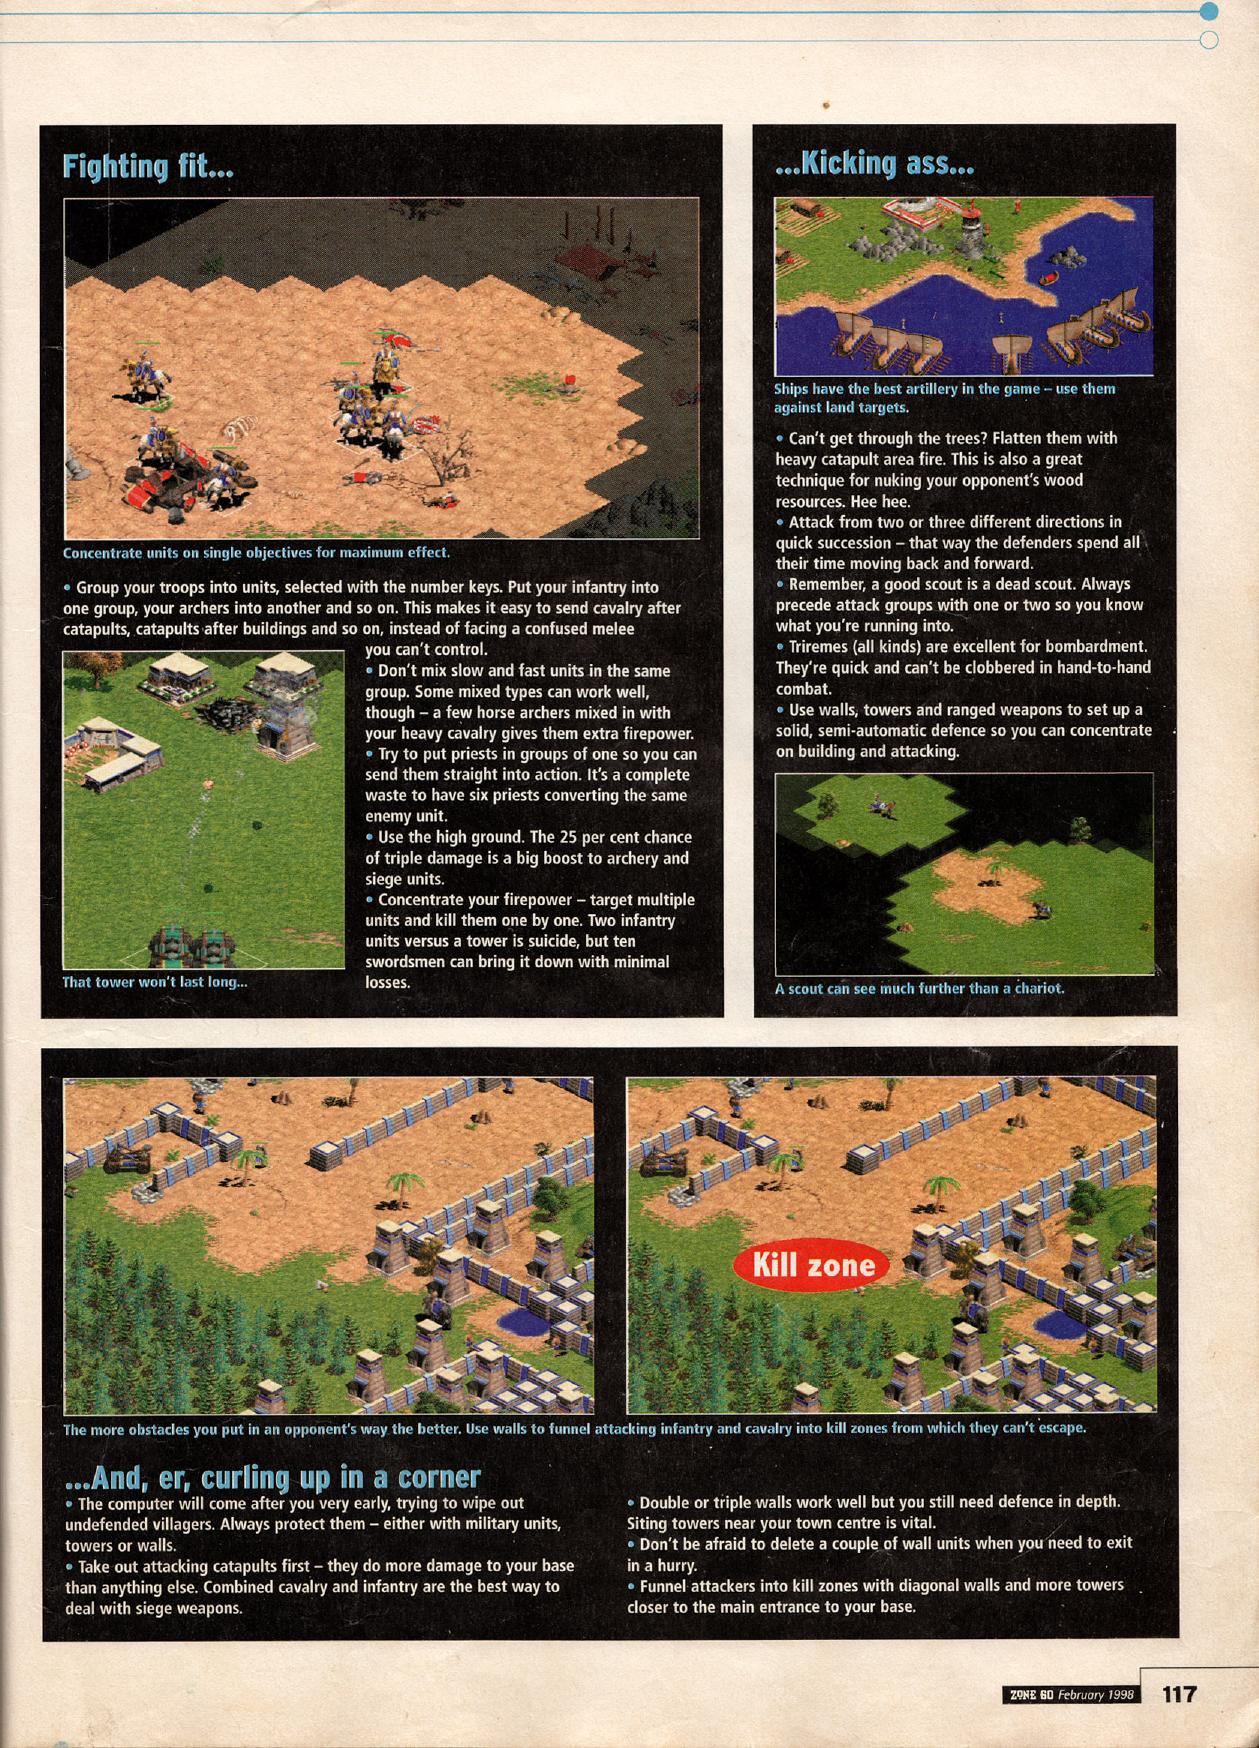 Fighting fit...
Concentrate units on single objectives for maximum effect.
• Group your troops into units, selected with the number keys. Put your infantry into
one group, your archers into another and so on. This makes it easy to send cavalry after
catapults, catapults after buildings and so on, instead of facing a confused melee
you can't control.
• Don't mix slow and fast units in the same
group. Some mixed types can work well,
though – a few horse archers mixed in with
your heavy cavalry gives them extra firepower.
• Try to put priests in groups of one so you can
send them straight into action. It's a complete
waste to have six priests converting the same
enemy unit.
• Use the high ground. The 25 per cent chance
of triple damage is a big boost to archery and
siege units.
• Concentrate your firepower – target multiple
units and kill them one by one. Two infantry
units versus a tower is suicide, but ten
swordsmen can bring it down with minimal
losses.
That tower won't last long...
...Kicking ass...
Ships have the best artillery in the game – use them
against land targets.
• Can't get through the trees? Flatten them with
heavy catapult area fire. This is also a great
technique for nuking your opponent's wood
resources. Hee hee.
• Attack from two or three different directions in
quick succession – that way the defenders spend all
their time moving back and forward.
• Remember, a good scout is a dead scout. Always
precede attack groups with one or two so you know
what you're running into.
• Triremes (all kinds) are excellent for bombardment.
They're quick and can't be clobbered in hand-to-hand
combat.
• Use walls, towers and ranged weapons to set up a
solid, semi-automatic defence so you can concentrate
on building and attacking.
A scout can see much further than a chariot.
Kill zone
The more obstacles you put in an opponent's way the better. Use walls to funnel attacking infantry and cavalry into kill zones from which they can't escape.
...And, er, curling up in a corner
• The computer will come after you very early, trying to wipe out
undefended villagers. Always protect them – either with military units,
towers or walls.
• Take out attacking catapults first – they do more damage to your base
than anything else. Combined cavalry and infantry are the best way to
deal with siege weapons.
• Double or triple walls work well but you still need defence in depth.
Siting towers near your town centre is vital.
• Don't be afraid to delete a couple of wall units when you need to exit
in a hurry.
• Funnel attackers into kill zones with diagonal walls and more towers
closer to the main entrance to your base.
ZONE 60 February 1998 117